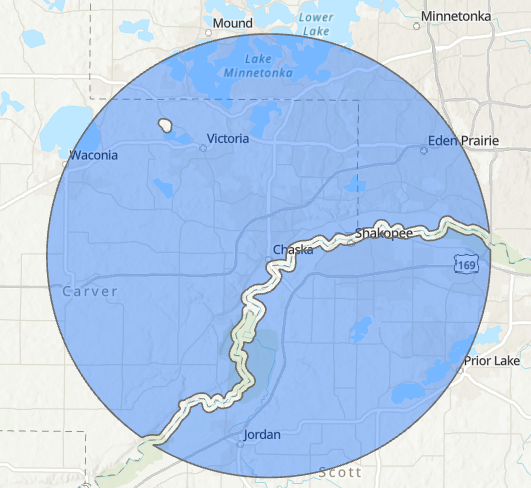 Mound
Lower
Lake
Minnetonka
Lake
Minnetonka
Victoria
Eden Prairie
Waconia
Shakopee
Chaska
169
Carver
Prior Lake
Jordan
Scott